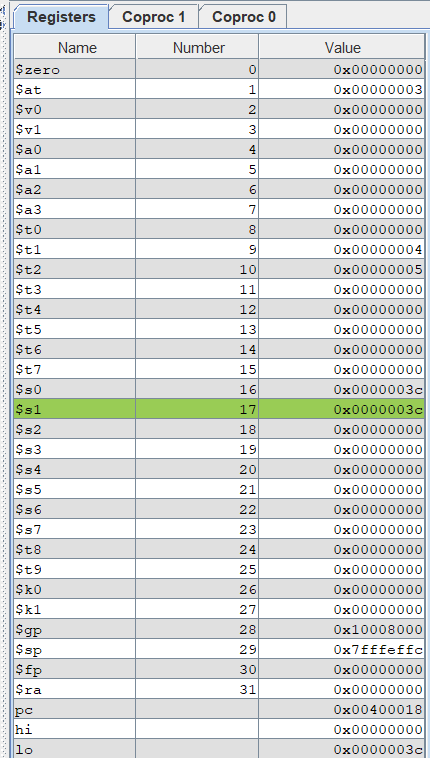 Registers Coproc 1 Coproc 0
Name Number Value
$zero 0 0x00000000
$at 1 0x00000003
$v0 2 0x00000000
$v1 3 0x00000000
$a0 4 0x00000000
$a1 5 0x00000000
$a2 6 0x00000000
$a3 7 0x00000000
$t0 8 0x00000000
$t1 9 0x00000004
$t2 10 0x00000005
$t3 11 0x00000000
$t4 12 0x00000000
$t5 13 0x00000000
$t6 14 0x00000000
$t7 15 0x00000000
$s0 16 0x0000003c
$s1 17 0x0000003c
$s2 18 0x00000000
$s3 19 0x00000000
$s4 20 0x00000000
$s5 21 0x00000000
$s6 22 0x00000000
$s7 23 0x00000000
$t8 24 0x00000000
$t9 25 0x00000000
$k0 26 0x00000000
$k1 27 0x00000000
$gp 28 0x10008000
$sp 29 0x7fffeffc
$fp 30 0x00000000
$ra 31 0x00000000
pc 0x00400018
hi 0x00000000
lo 0x0000003c